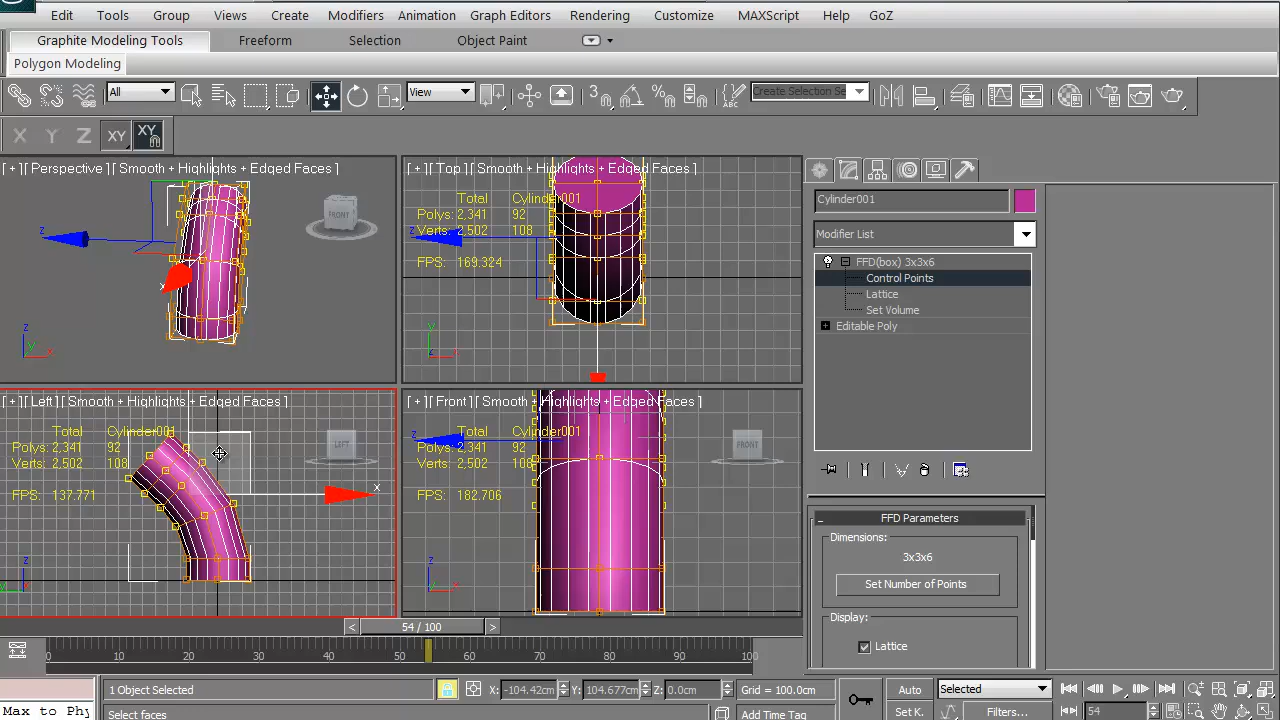 Edit Tools Group Views Create Modifiers Animation Graph Editors Rendering Customize MAXScript Help GoZ
Graphite Modeling Tools Freeform Selection Object Paint
Polygon Modeling
All View Create Selection Se
X Y Z XY XY
[ + ][ Perspective ] [ Smooth + Highlights + Edged Faces ]
Total Cylinder001
Polys: 2,341 92
Verts: 2,502 108
FPS: 169.324
[ + ][ Top ] [ Smooth + Highlights + Edged Faces ]
FRONT
z
x
z
y
x
z
y
x
[ + ][ Left ] [ Smooth + Highlights + Edged Faces ]
Total Cylinder001
Polys: 2,341 92
Verts: 2,502 108
FPS: 137.771
LEFT
x
z
y
[ + ][ Front ] [ Smooth + Highlights + Edged Faces ]
Total Cylinder001
Polys: 2,341 92
Verts: 2,502 108
FPS: 182.706
FRONT
z
z
x
Cylinder001
Modifier List
FFD(box) 3x3x6
Control Points
Lattice
Set Volume
Editable Poly
FFD Parameters
Dimensions:
3x3x6
Set Number of Points
Display:
Lattice
< 54 / 100 >
0 10 20 30 40 50 60 70 80 90 100
1 Object Selected X: -104.42cm Y: 104.677cm Z: 0.0cm Grid = 100.0cm Auto Selected
Max to Phy Select faces Add Time Tag Set K. Filters... 54